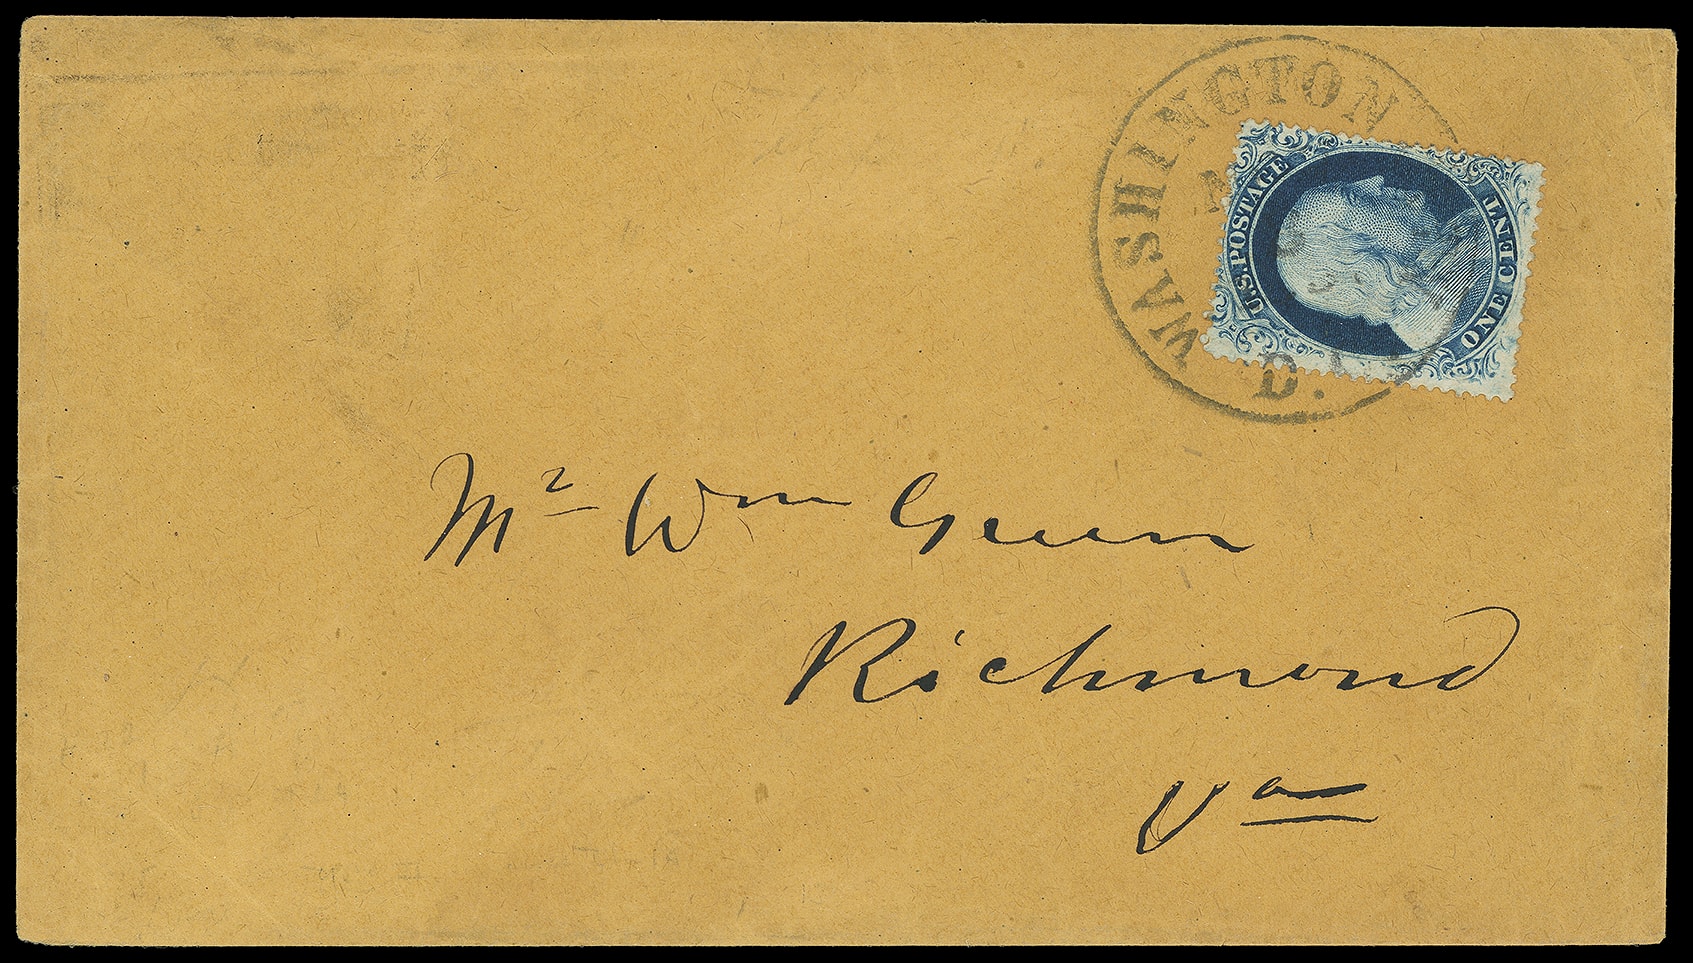 WASHINGTON
D.
U.S. POSTAGE
ONE CENT
Mr Wm Green
Richmond
Va